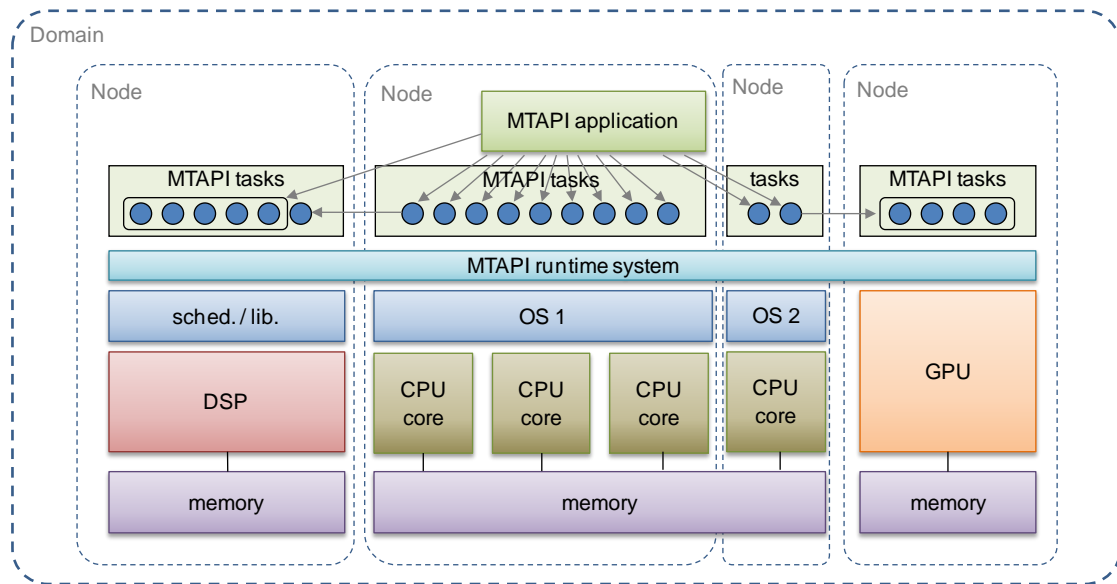 Domain
Node
Node
Node
Node
MTAPI application
MTAPI tasks
MTAPI tasks
tasks
MTAPI tasks
MTAPI runtime system
sched. / lib.
OS 1
OS 2
GPU
DSP
CPU
core
CPU
core
CPU
core
CPU
core
memory
memory
memory